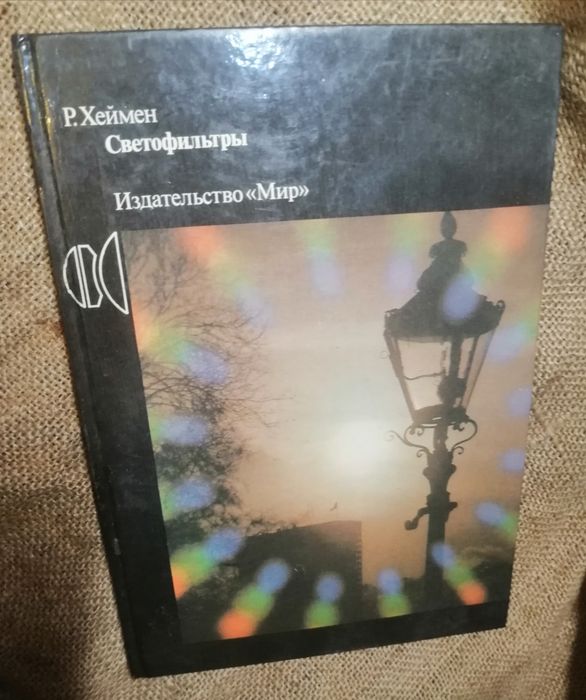 Р. Хеймен
Светофильтры
Издательство «Мир»